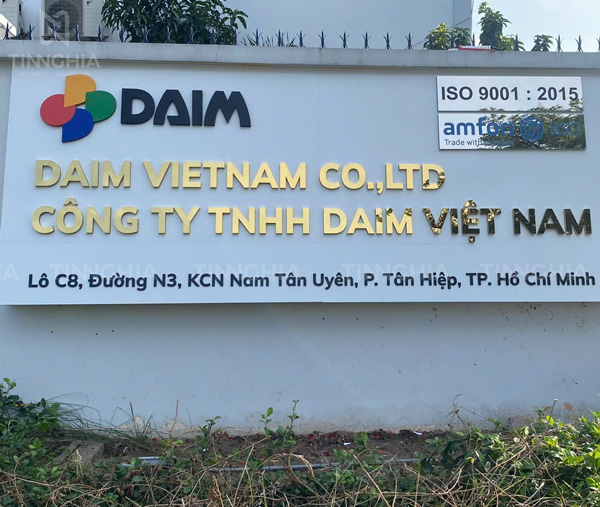 TINNGHIA
DAIM
ISO 9001 : 2015
amfori
Trade with
DAIM VIETNAM CO.,LTD
CÔNG TY TNHH DAIM VIỆT NAM
Lô C8, Đường N3, KCN Nam Tân Uyên, P. Tân Hiệp, TP. Hồ Chí Minh